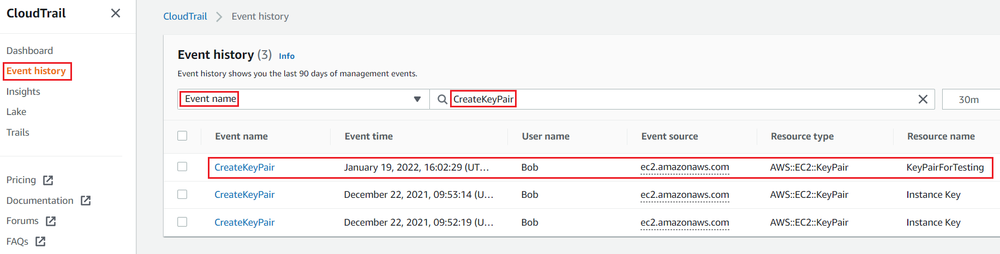 CloudTrail
Dashboard
Event history
Insights
Lake
Trails
Pricing
Documentation
Forums
FAQs
CloudTrail > Event history
Event history (3) Info
Event history shows you the last 90 days of management events.
Event name CreateKeyPair 30m
Event name Event time User name Event source Resource type Resource name
CreateKeyPair January 19, 2022, 16:02:29 (UT... Bob ec2.amazonaws.com AWS::EC2::KeyPair KeyPairForTesting
CreateKeyPair December 22, 2021, 09:53:14 (U... Bob ec2.amazonaws.com AWS::EC2::KeyPair Instance Key
CreateKeyPair December 22, 2021, 09:52:19 (U... Bob ec2.amazonaws.com AWS::EC2::KeyPair Instance Key